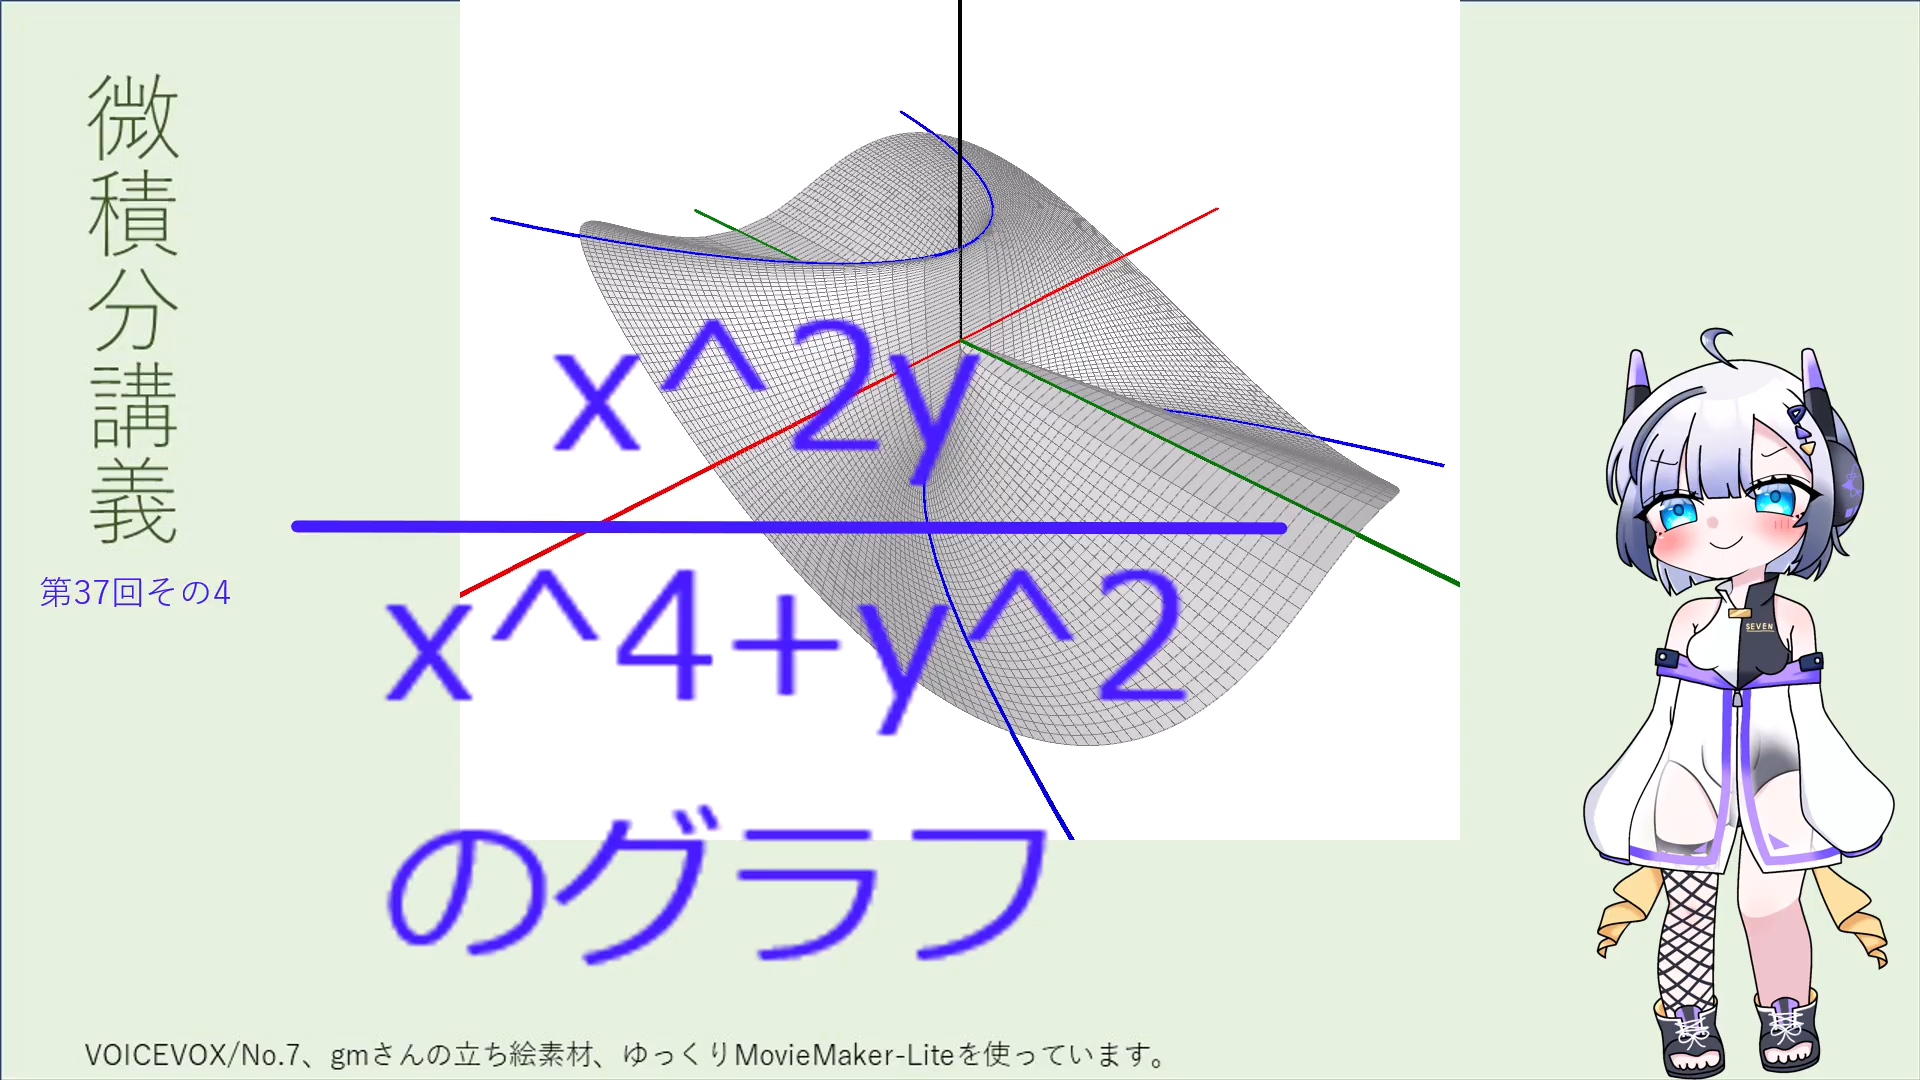 微積分講義
第37回その4
x^2y
x^4+y^2
のグラフ
SEVEN
VOICEVOX/No.7、gmさんの立ち絵素材、ゆっくりMovieMaker-Liteを使っています。